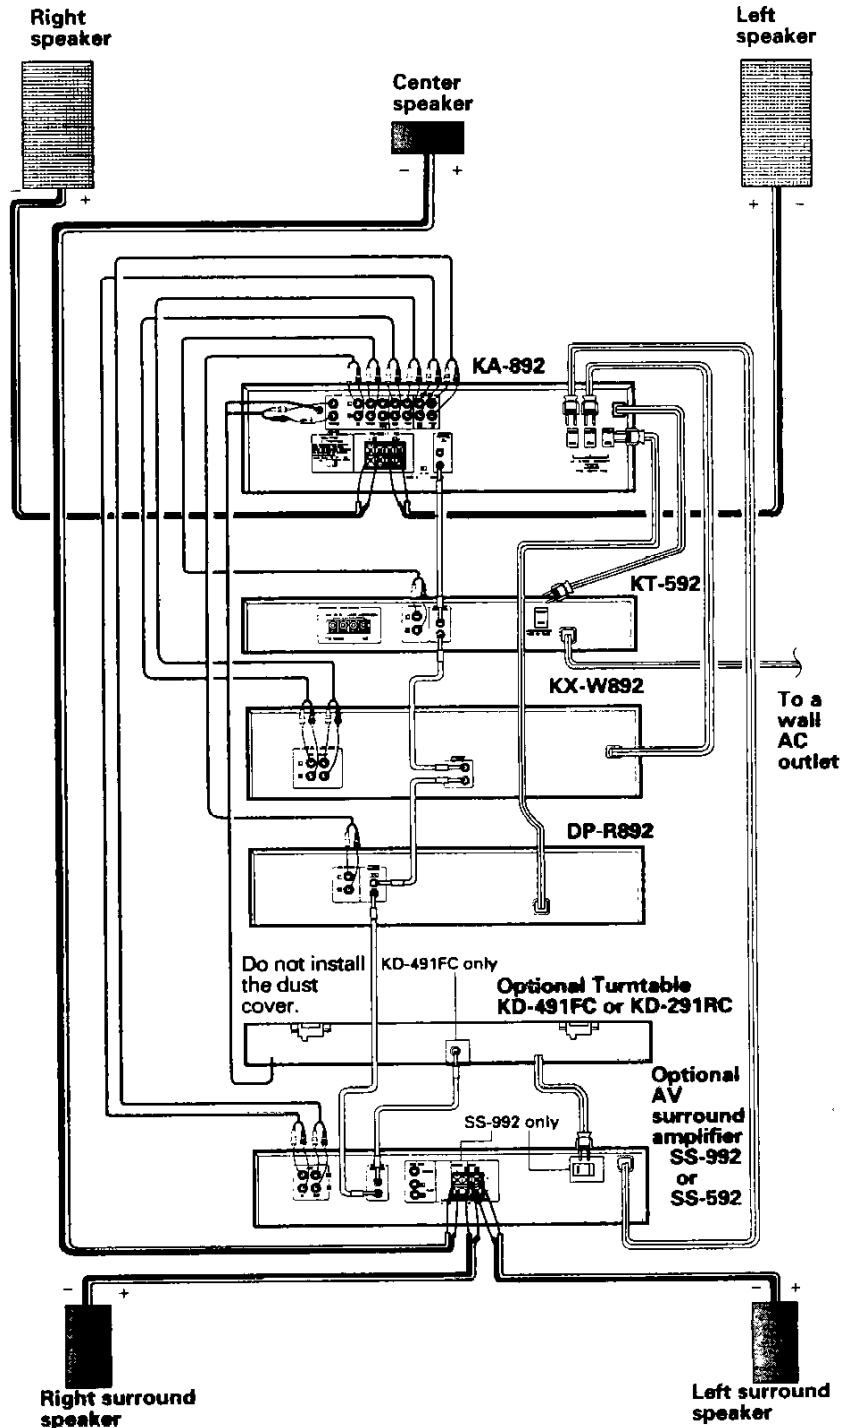 Right
speaker
Left
speaker
Center
speaker
- +
- +
+ -
KA-892
KT-592
KX-W892
To a
wall
AC
outlet
DP-R892
Do not install
the dust
cover.
KD-491FC only
Optional Turntable
KD-491FC or KD-291RC
Optional
AV
surround
amplifier
SS-992
or
SS-592
SS-992 only
- +
- +
Right surround
speaker
Left surround
speaker